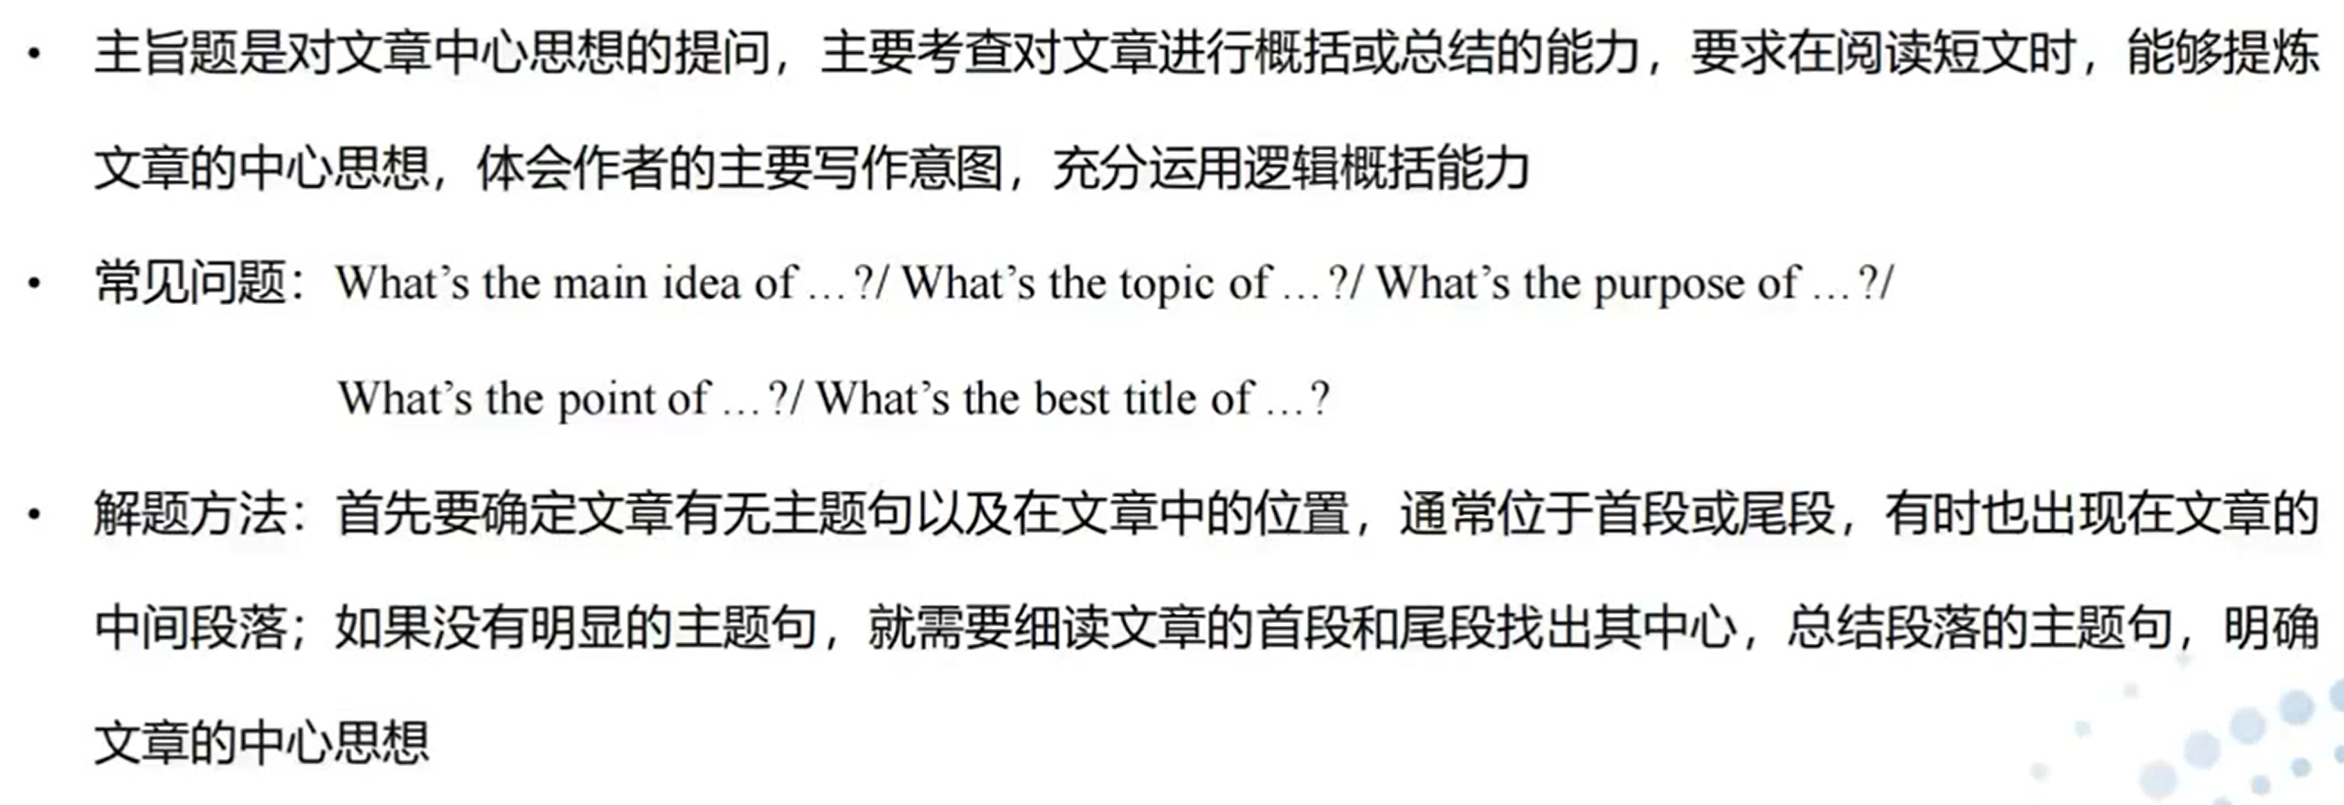 • 主旨题是对文章中心思想的提问，主要考查对文章进行概括或总结的能力，要求在阅读短文时，能够提炼
文章的中心思想，体会作者的主要写作意图，充分运用逻辑概括能力
• 常见问题：What's the main idea of …?/ What's the topic of …?/ What's the purpose of …?/
What's the point of …?/ What's the best title of …?
• 解题方法：首先要确定文章有无主题句以及在文章中的位置，通常位于首段或尾段，有时也出现在文章的
中间段落；如果没有明显的主题句，就需要细读文章的首段和尾段找出其中心，总结段落的主题句，明确
文章的中心思想